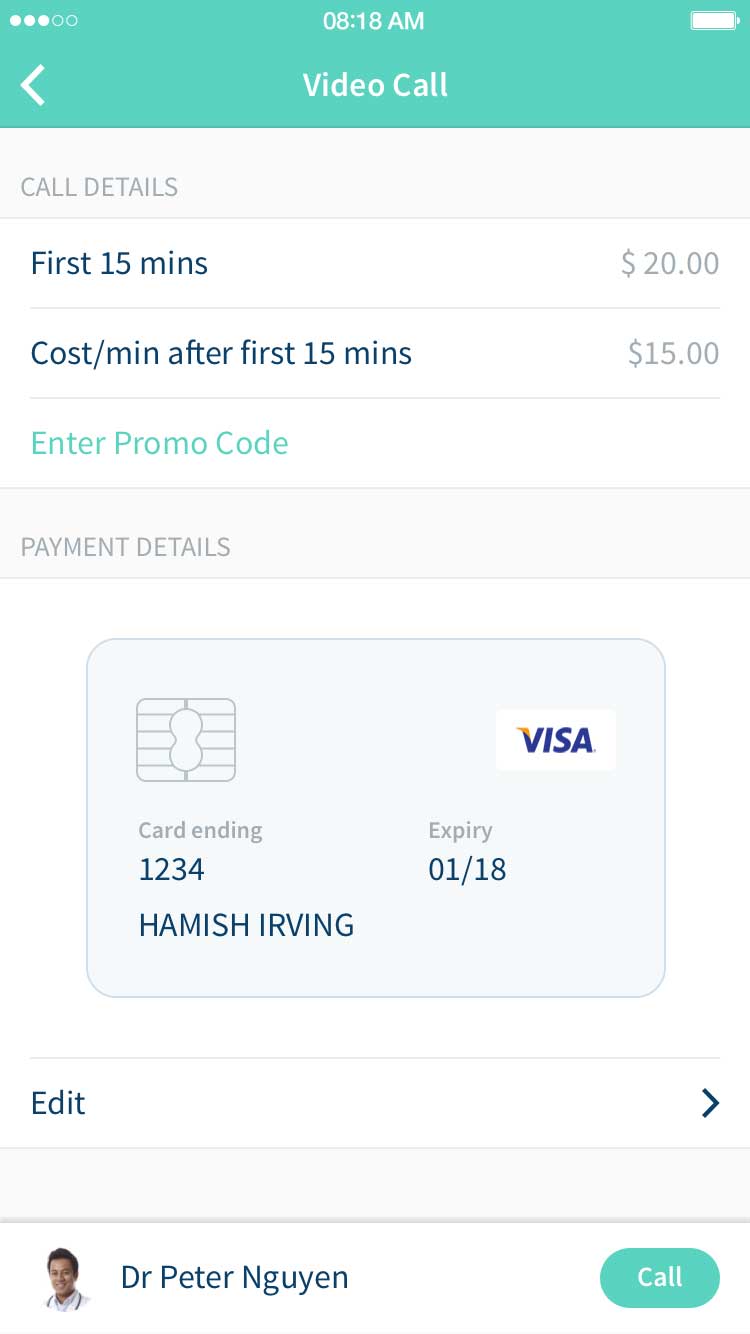 08:18 AM
Video Call
CALL DETAILS
First 15 mins $ 20.00
Cost/min after first 15 mins $15.00
Enter Promo Code
PAYMENT DETAILS
VISA
Card ending Expiry
1234 01/18
HAMISH IRVING
Edit
Dr Peter Nguyen Call